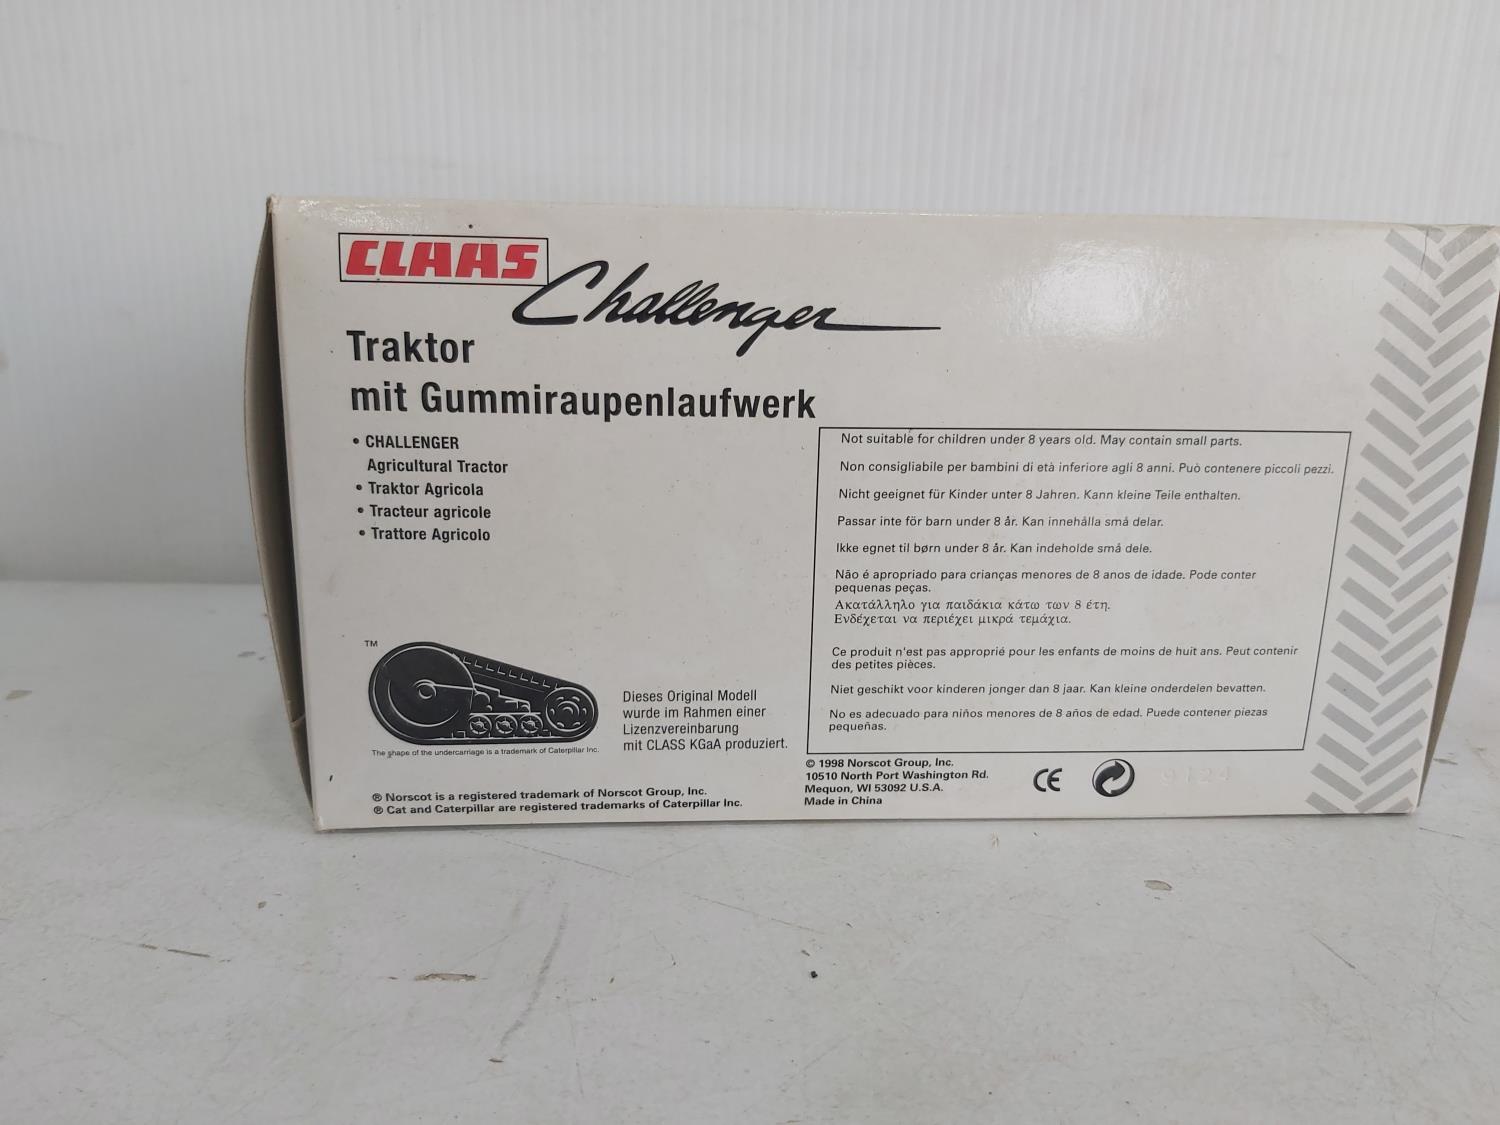 CLAAS
Challenger
Traktor
mit Gummiraupenlaufwerk
• CHALLENGER
Agricultural Tractor
• Traktor Agricola
• Tracteur agricole
• Trattore Agricolo
Not suitable for children under 8 years old. May contain small parts.
Non consigliabile per bambini di età inferiore agli 8 anni. Può contenere piccoli pezzi.
Nicht geeignet für Kinder unter 8 Jahren. Kann kleine Teile enthalten.
Passar inte för barn under 8 år. Kan innehålla små delar.
Ikke egnet til børn under 8 år. Kan indeholde små dele.
Não é apropriado para crianças menores de 8 anos de idade. Pode conter
pequenas peças.
Ακατάλληλο για παιδάκια κάτω των 8 έτη.
Ενδέχεται να περιέχει μικρά τεμάχια.
Ce produit n'est pas approprié pour les enfants de moins de huit ans. Peut contenir
des petites pièces.
Niet geschikt voor kinderen jonger dan 8 jaar. Kan kleine onderdelen bevatten.
No es adecuado para niños menores de 8 años de edad. Puede contener piezas
pequeñas.
TM
The shape of the undercarriage is a trademark of Caterpillar Inc.
Dieses Original Modell
wurde im Rahmen einer
Lizenzvereinbarung
mit CLASS KGaA produziert.
® Norscot is a registered trademark of Norscot Group, Inc.
® Cat and Caterpillar are registered trademarks of Caterpillar Inc.
© 1998 Norscot Group, Inc.
10510 North Port Washington Rd.
Mequon, WI 53092 U.S.A.
Made in China
CE
9124